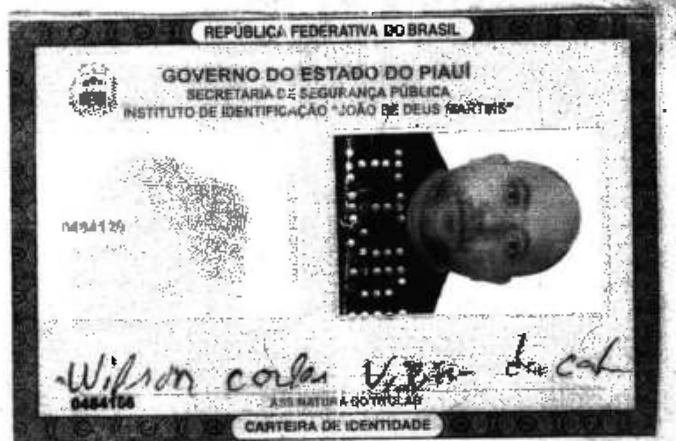 REPÚBLICA FEDERATIVA DO BRASIL
GOVERNO DO ESTADO DO PIAUÍ
SECRETARIA DE SEGURANÇA PÚBLICA
INSTITUTO DE IDENTIFICAÇÃO "JOÃO DE DEUS MARTINS"
Wilson
ASSINATURA DO TITULAR
CARTEIRA DE IDENTIDADE